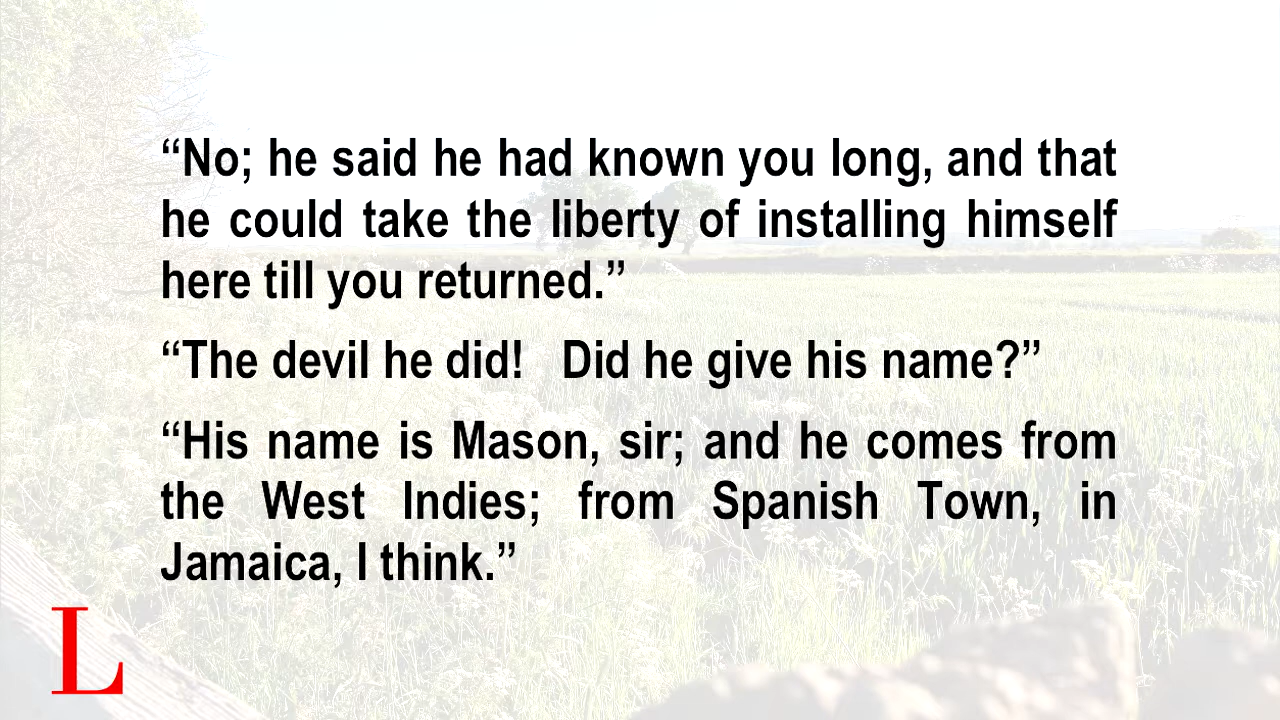 “No; he said he had known you long, and that
he could take the liberty of installing himself
here till you returned.”
“The devil he did!   Did he give his name?”
“His name is Mason, sir; and he comes from
the West Indies; from Spanish Town, in
Jamaica, I think.”
L